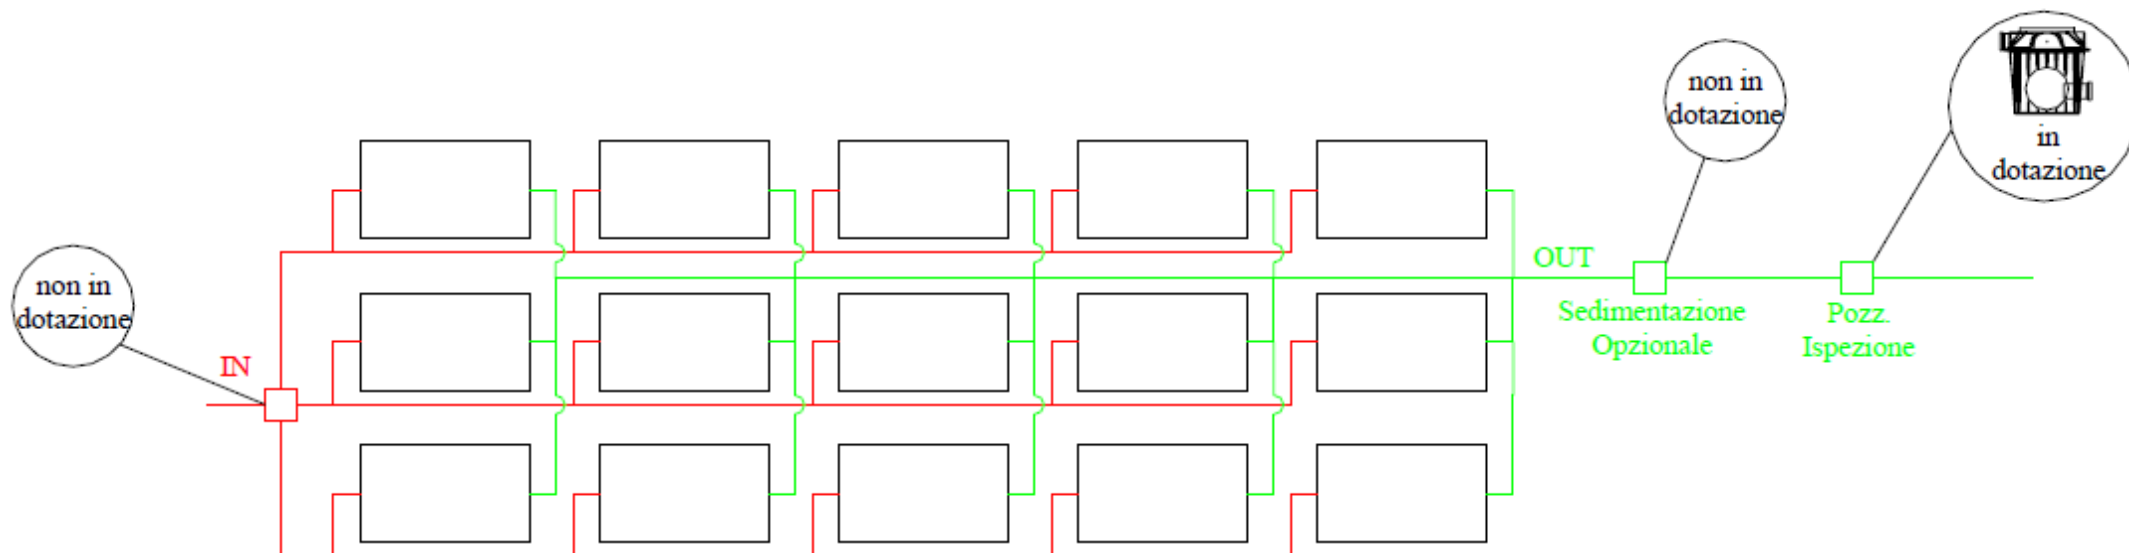 non in
dotazione
in
dotazione
non in
dotazione
OUT
Sedimentazione
Opzionale
Pozz.
Ispezione
IN